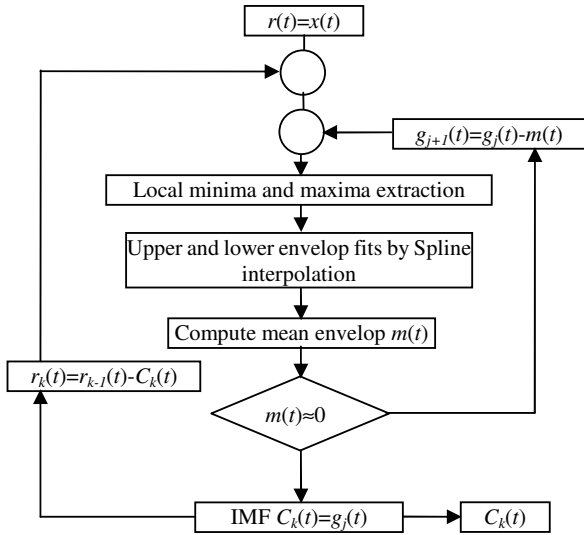 r(t)=x(t)
g_{j+1}(t)=g_j(t)-m(t)
Local minima and maxima extraction
Upper and lower envelop fits by Spline
interpolation
Compute mean envelop m(t)
r_k(t)=r_{k-1}(t)-C_k(t)
m(t)≈0
IMF C_k(t)=g_j(t)
C_k(t)